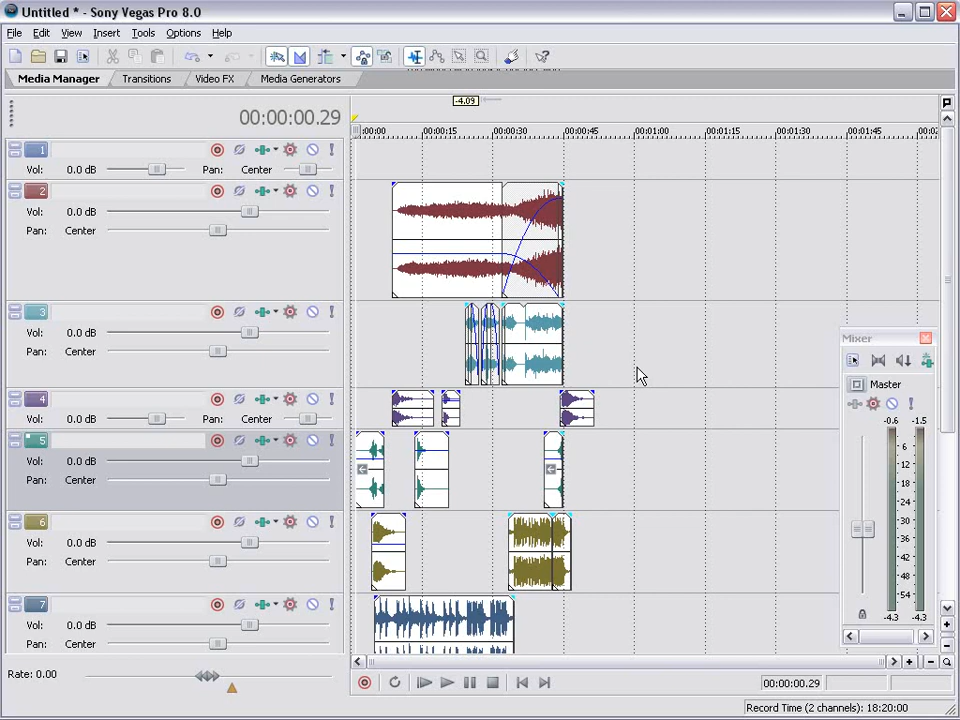 Untitled * - Sony Vegas Pro 8.0
File Edit View Insert Tools Options Help
Media Manager Transitions Video FX Media Generators
-4.09
00:00:00.29
:00:00 00:00:15 00:00:30 00:00:45 00:01:00 00:01:15 00:01:30 00:01:45
1
Vol: 0.0 dB Pan: Center
2
Vol: 0.0 dB
Pan: Center
3
Vol: 0.0 dB
Pan: Center
4
Vol: 0.0 dB Pan: Center
5
Vol: 0.0 dB
Pan: Center
6
Vol: 0.0 dB
Pan: Center
7
Vol: 0.0 dB
Pan: Center
Mixer
Master
-0.6 -1.5
6
12
18
24
30
36
42
48
54
-4.3 -4.3
Rate: 0.00
00:00:00.29
Record Time (2 channels): 18:20:00